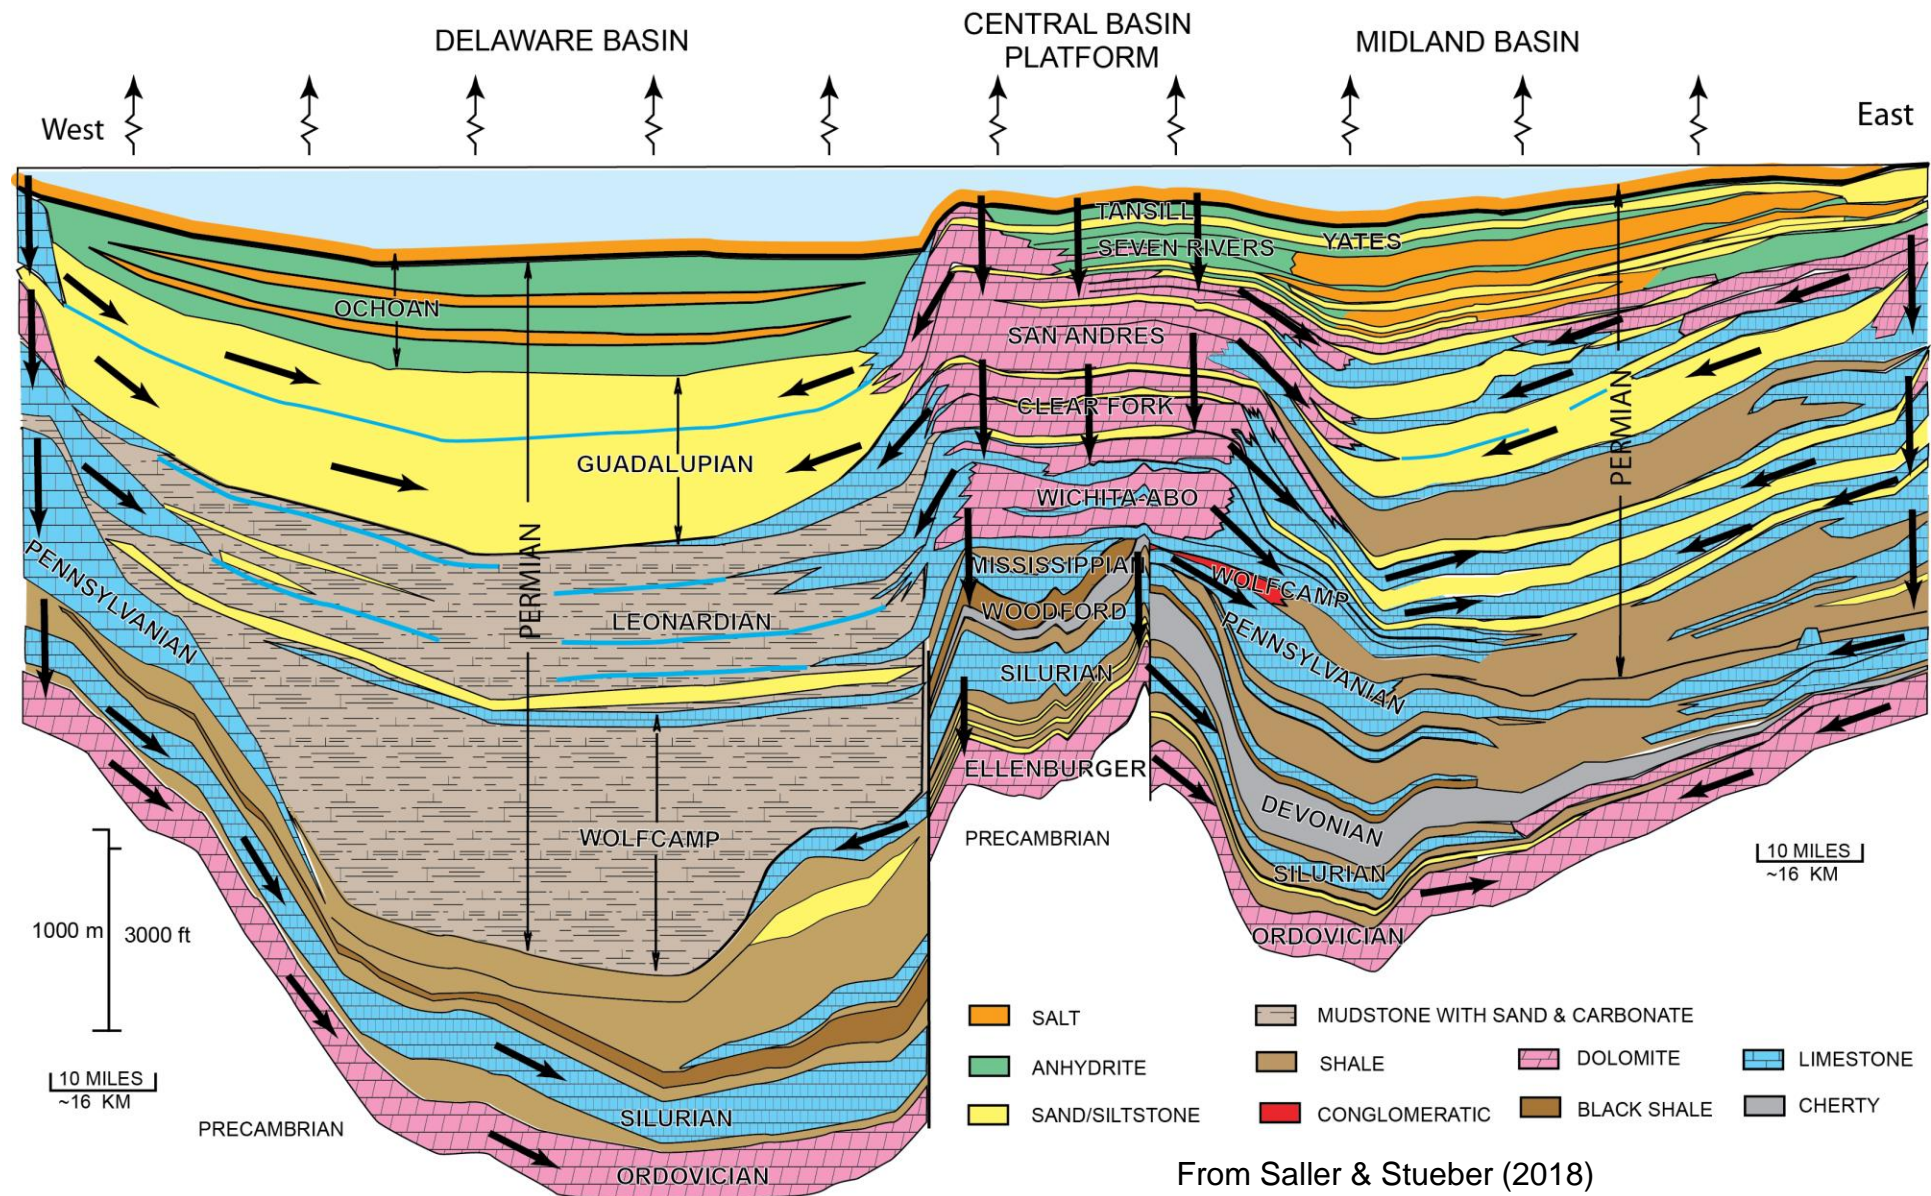 DELAWARE BASIN
CENTRAL BASIN
PLATFORM
MIDLAND BASIN
West
East
TANSILL
SEVEN RIVERS
YATES
OCHOAN
SAN ANDRES
CLEAR FORK
GUADALUPIAN
WICHITA-ABO
PERMIAN
PERMIAN
MISSISSIPPIAN
WOLFCAMP
WOODFORD
PENNSYLVANIAN
LEONARDIAN
PENNSYLVANIAN
SILURIAN
ELLENBURGER
WOLFCAMP
PRECAMBRIAN
DEVONIAN
SILURIAN
ORDOVICIAN
10 MILES
~16 KM
1000 m
3000 ft
10 MILES
~16 KM
PRECAMBRIAN
SILURIAN
ORDOVICIAN
SALT
MUDSTONE WITH SAND & CARBONATE
ANHYDRITE
SHALE
DOLOMITE
LIMESTONE
SAND/SILTSTONE
CONGLOMERATIC
BLACK SHALE
CHERTY
From Saller & Stueber (2018)